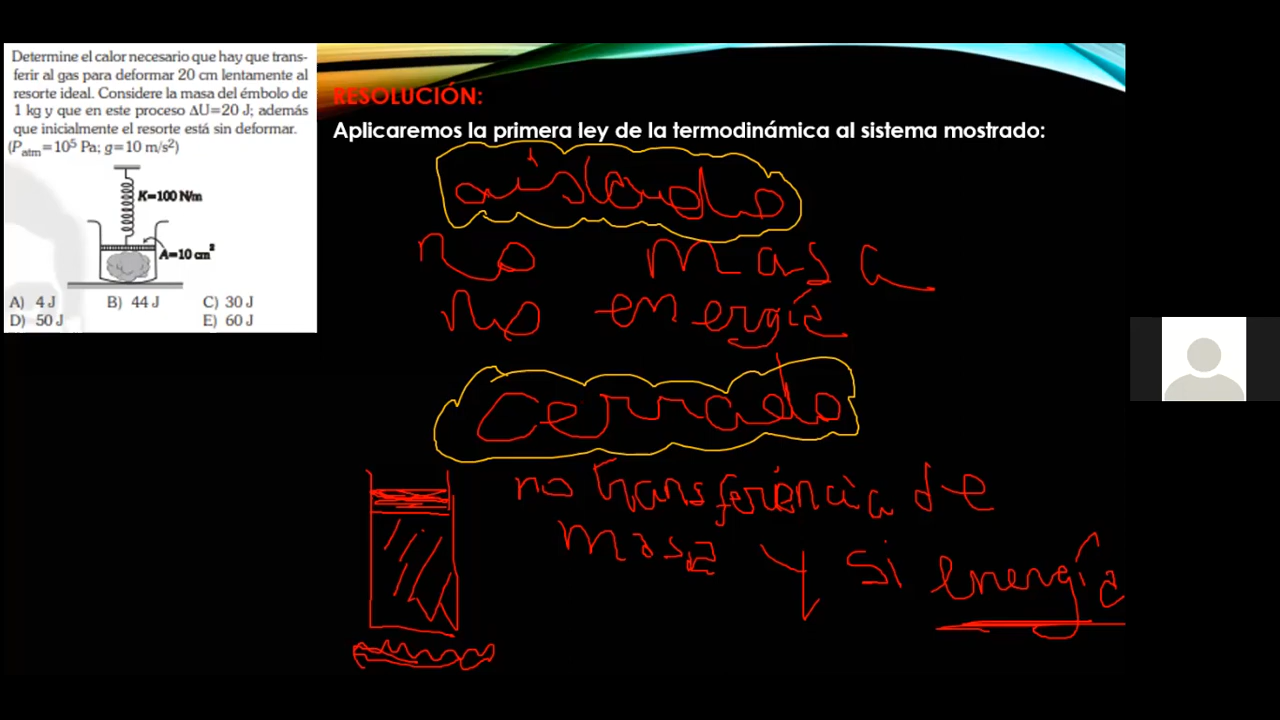 Determine el calor necesario que hay que trans-
ferir al gas para deformar 20 cm lentamente al
resorte ideal. Considere la masa del émbolo de
1 kg y que en este proceso ΔU=20 J; además
que inicialmente el resorte está sin deformar.
(Patm=10⁵ Pa; g=10 m/s²)
K=100 N/m
A=10 cm²
A) 4 J B) 44 J C) 30 J
D) 50 J E) 60 J
RESOLUCIÓN:
Aplicaremos la primera ley de la termodinámica al sistema mostrado:
aislado
no masa
no energía
cerrado
no transferencia de
masa y si energía